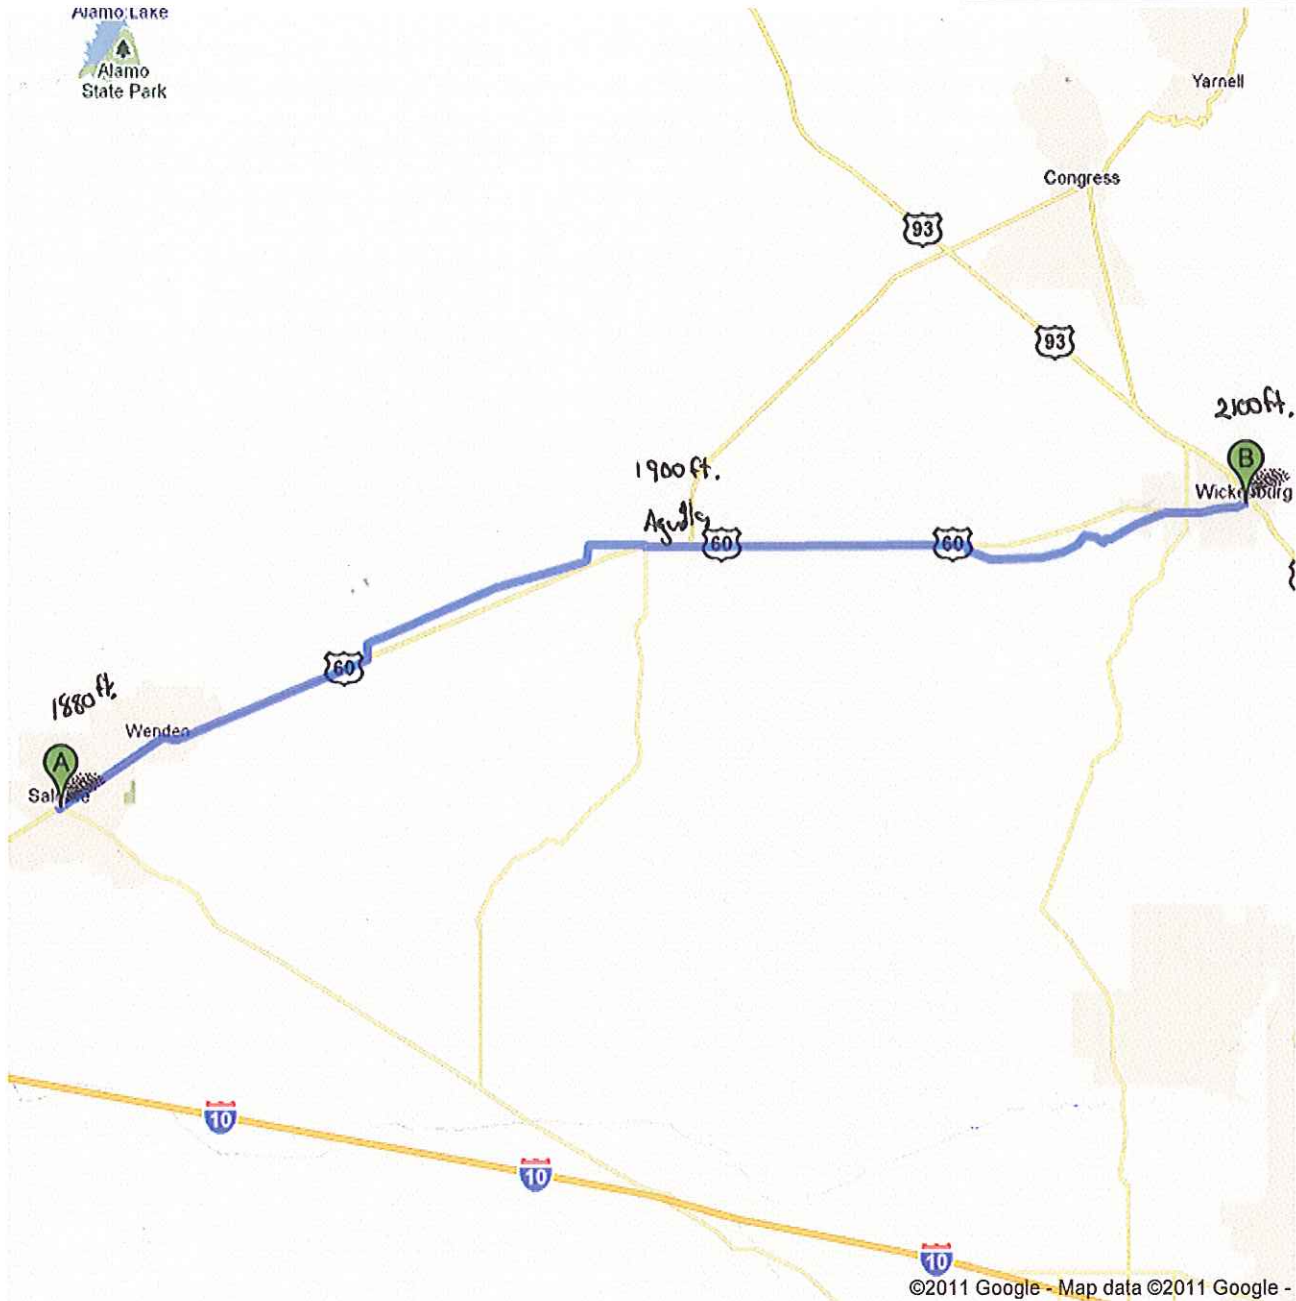 Alamo Lake
Alamo
State Park
Yarnell
Congress
93
93
2100ft.
B
Wickenburg
1900ft.
Aguila
60
60
60
1880ft.
Wenden
A
Salome
10
10
10
©2011 Google - Map data ©2011 Google -